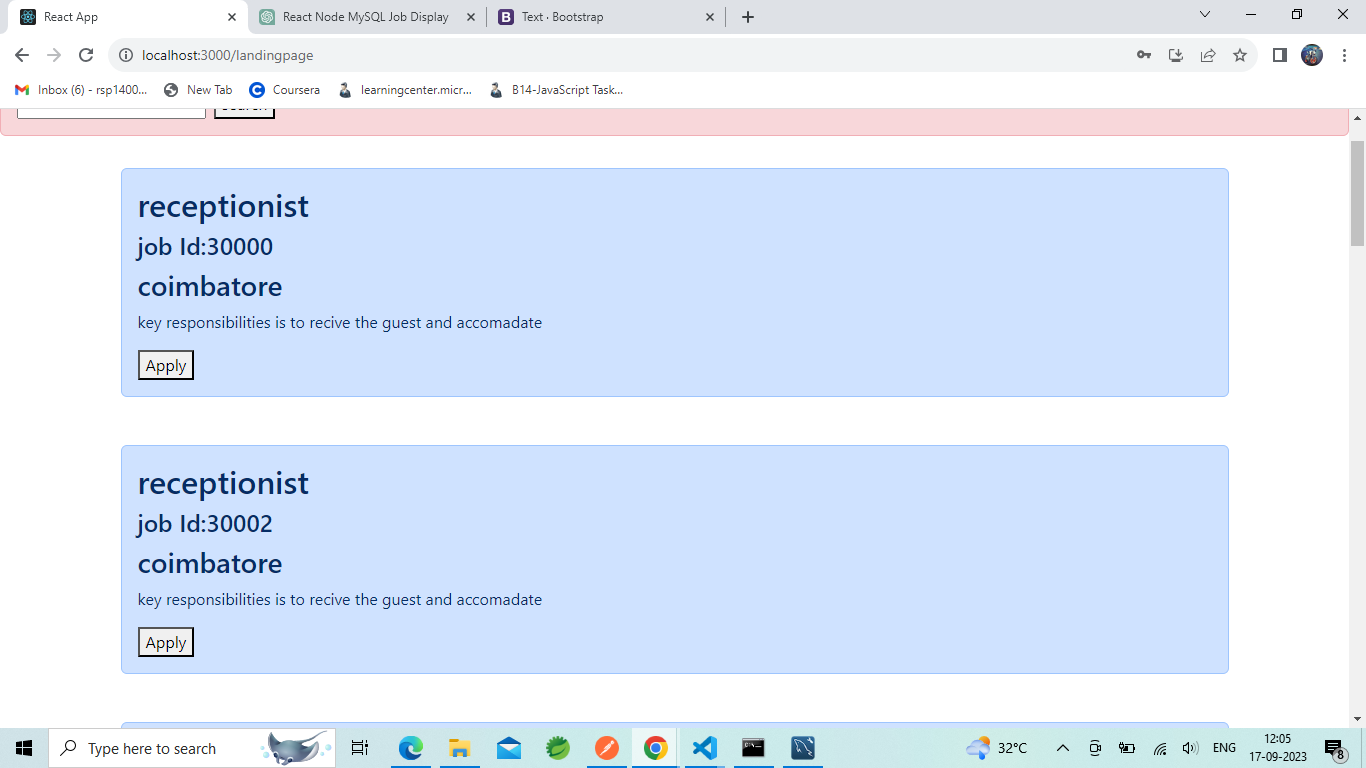 React App
React Node MySQL Job Display
Text · Bootstrap
localhost:3000/landingpage
Inbox (6) - rsp1400...
New Tab
Coursera
learningcenter.micr...
B14-JavaScript Task...
Search
receptionist
job Id:30000
coimbatore
key responsibilities is to recive the guest and accomadate
Apply
receptionist
job Id:30002
coimbatore
key responsibilities is to recive the guest and accomadate
Apply
Type here to search
32°C
ENG
12:05
17-09-2023
8